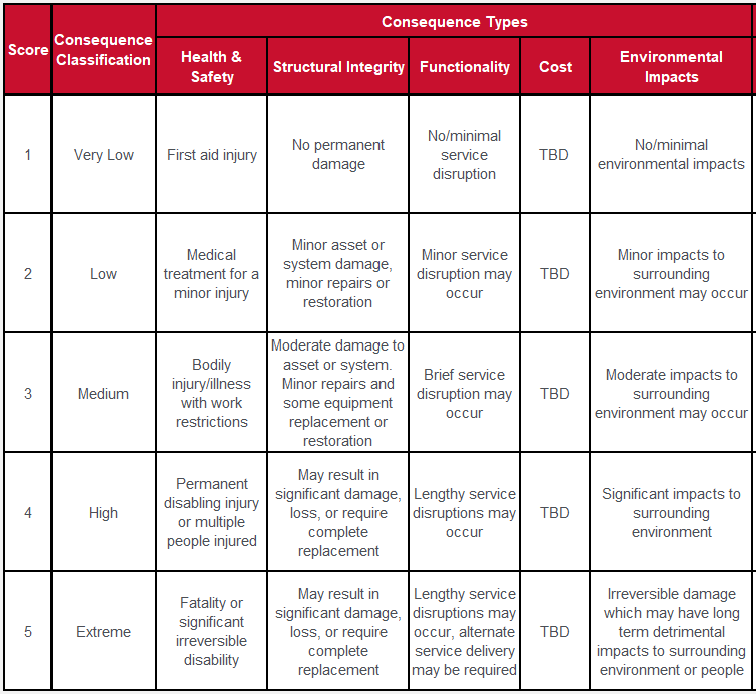 Consequence Types
Score
Consequence
Classification
Health &
Safety
Structural Integrity
Functionality
Cost
Environmental
Impacts
1
Very Low
First aid injury
No permanent
damage
No/minimal
service
disruption
TBD
No/minimal
environmental impacts
2
Low
Medical
treatment for a
minor injury
Minor asset or
system damage,
minor repairs or
restoration
Minor service
disruption may
occur
TBD
Minor impacts to
surrounding
environment may occur
3
Medium
Bodily
injury/illness
with work
restrictions
Moderate damage to
asset or system.
Minor repairs and
some equipment
replacement or
restoration
Brief service
disruption may
occur
TBD
Moderate impacts to
surrounding
environment may occur
4
High
Permanent
disabling injury
or multiple
people injured
May result in
significant damage,
loss, or require
complete
replacement
Lengthy service
disruptions may
occur
TBD
Significant impacts to
surrounding
environment
5
Extreme
Fatality or
significant
irreversible
disability
May result in
significant damage,
loss, or require
complete
replacement
Lengthy service
disruptions may
occur, alternate
service delivery
may be required
TBD
Irreversible damage
which may have long
term detrimental
impacts to surrounding
environment or people